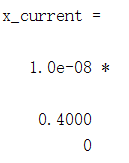 x_current =
1.0e-08 *
0.4000
0